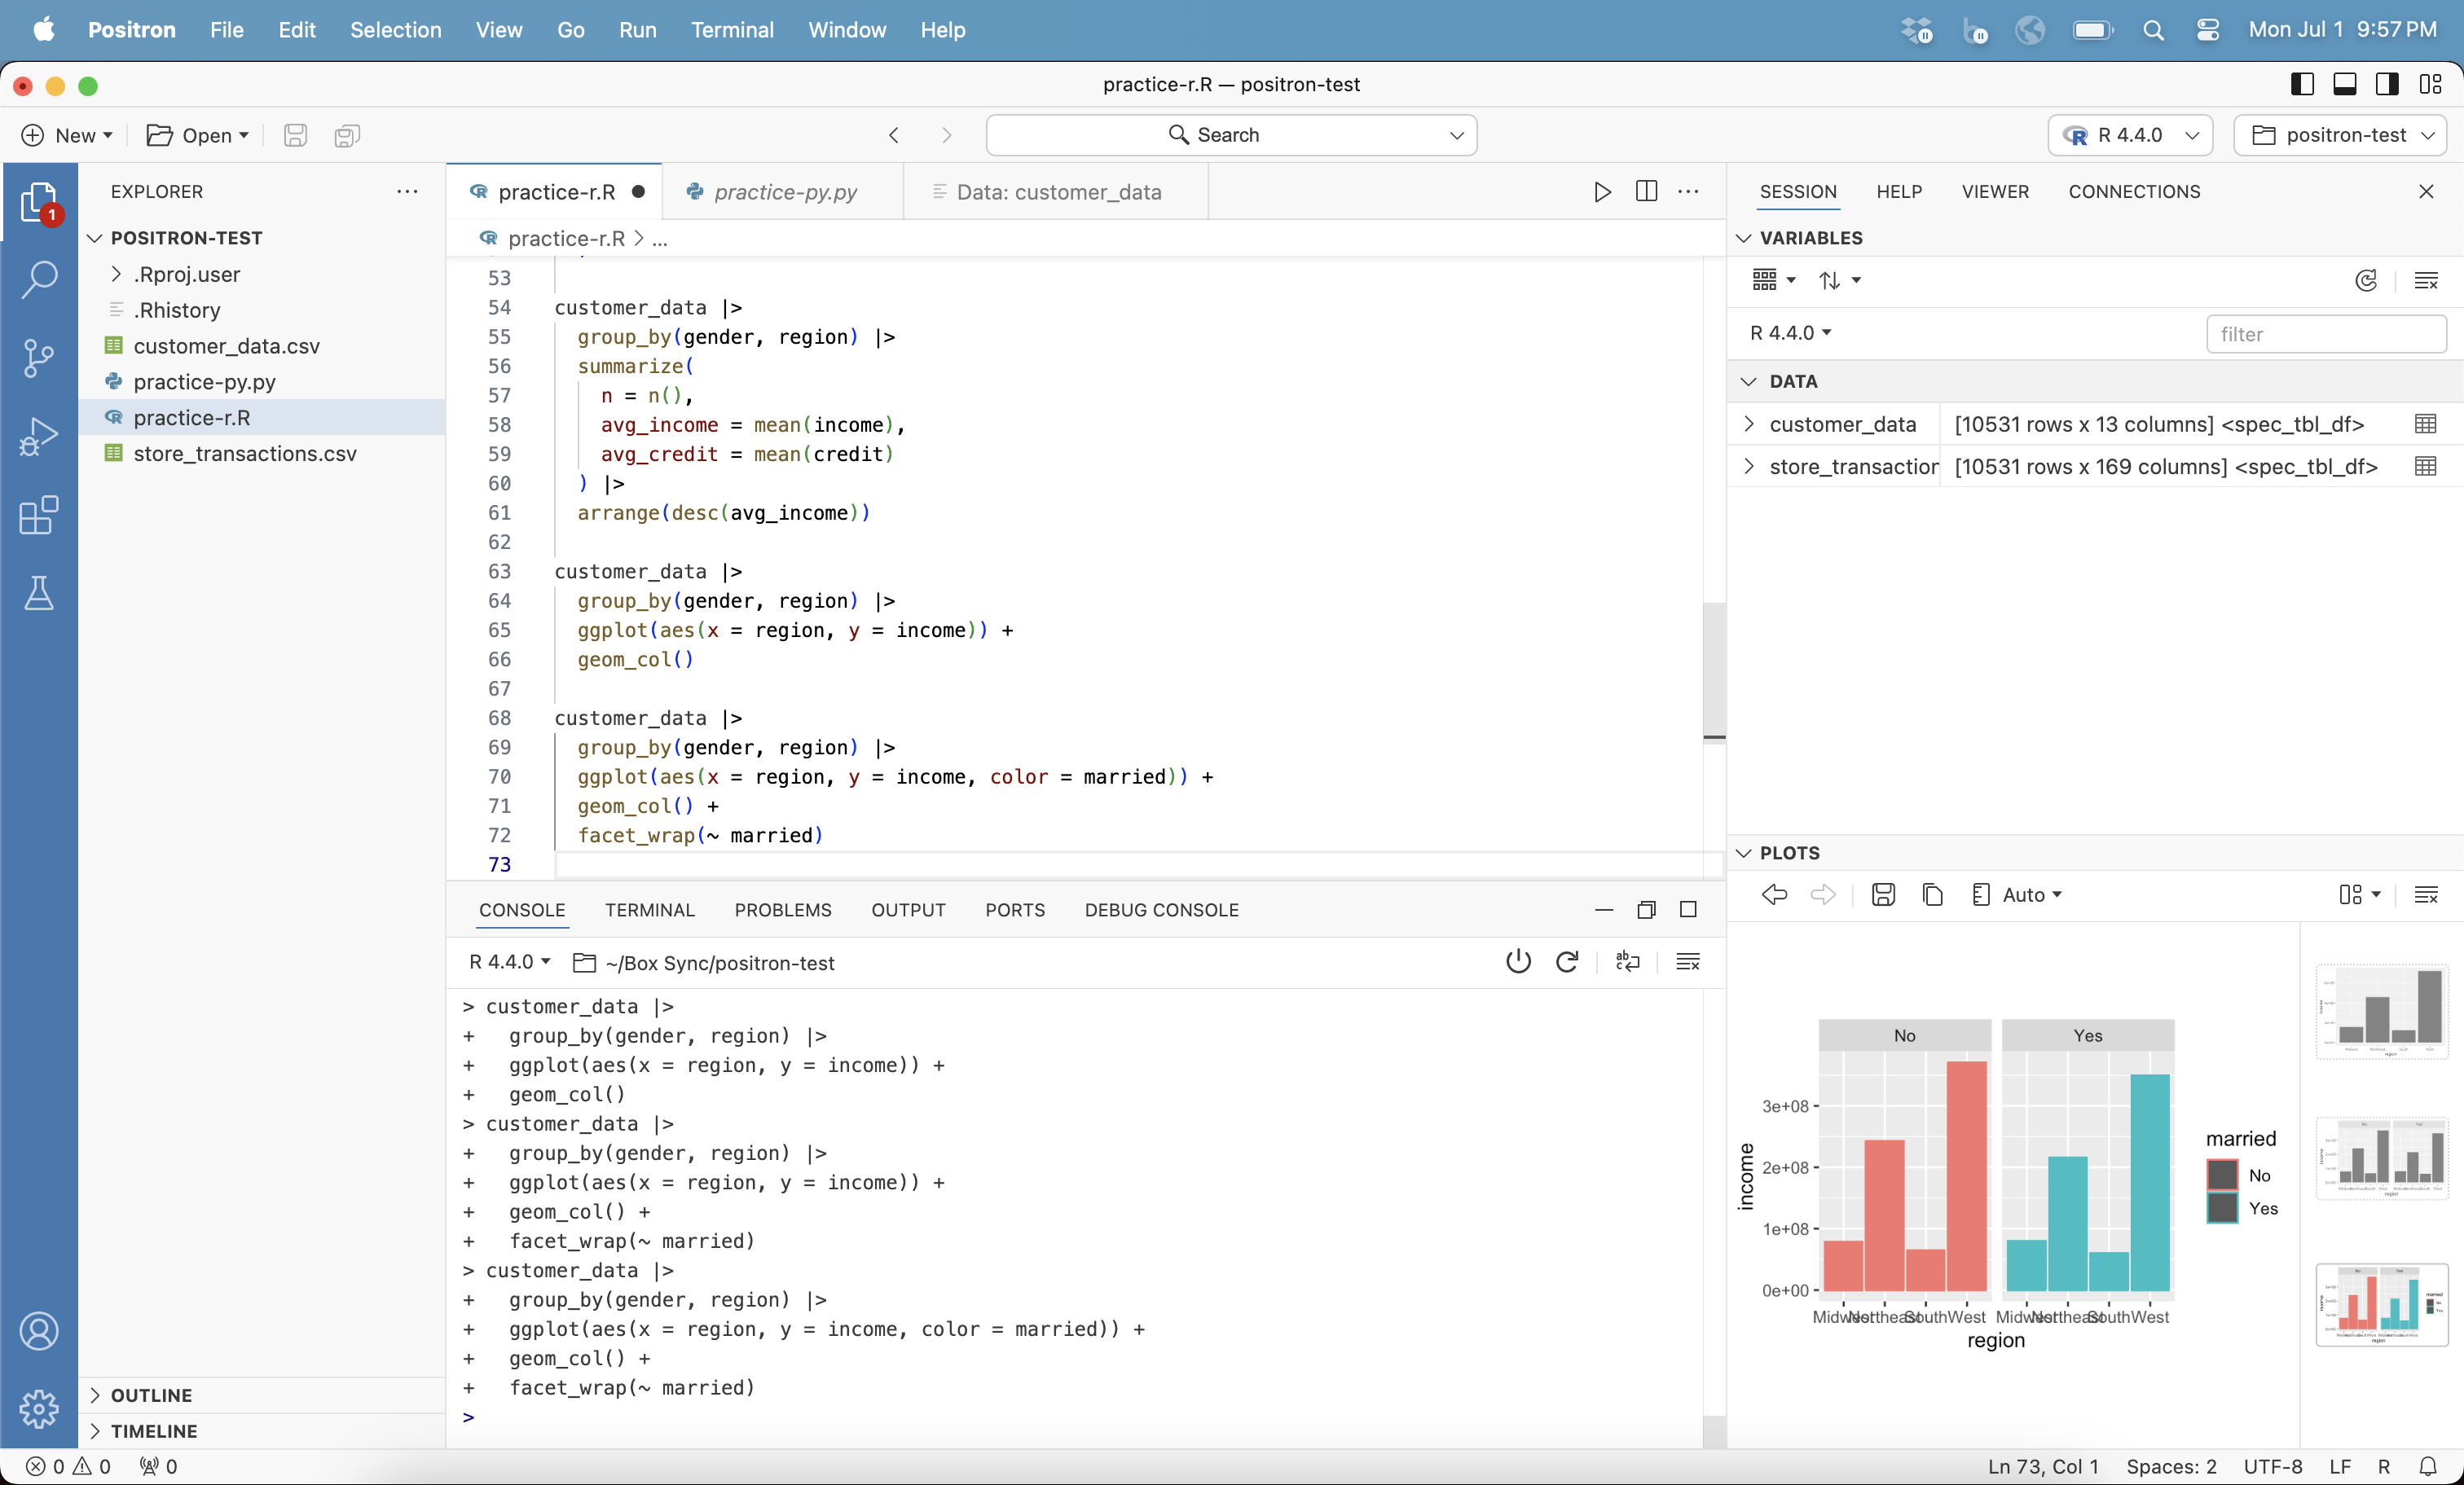 Positron File Edit Selection View Go Run Terminal Window Help Mon Jul 1 9:57 PM
practice-r.R — positron-test
New Open Search R 4.4.0 positron-test
EXPLORER
1
POSITRON-TEST
.Rproj.user
.Rhistory
customer_data.csv
practice-py.py
practice-r.R
store_transactions.csv
OUTLINE
TIMELINE
practice-r.R practice-py.py Data: customer_data
practice-r.R > ...
53
54 customer_data |>
55 group_by(gender, region) |>
56 summarize(
57 n = n(),
58 avg_income = mean(income),
59 avg_credit = mean(credit)
60 ) |>
61 arrange(desc(avg_income))
62
63 customer_data |>
64 group_by(gender, region) |>
65 ggplot(aes(x = region, y = income)) +
66 geom_col()
67
68 customer_data |>
69 group_by(gender, region) |>
70 ggplot(aes(x = region, y = income, color = married)) +
71 geom_col() +
72 facet_wrap(~ married)
73
CONSOLE TERMINAL PROBLEMS OUTPUT PORTS DEBUG CONSOLE
R 4.4.0 ~/Box Sync/positron-test
> customer_data |>
+ group_by(gender, region) |>
+ ggplot(aes(x = region, y = income)) +
+ geom_col()
> customer_data |>
+ group_by(gender, region) |>
+ ggplot(aes(x = region, y = income)) +
+ geom_col() +
+ facet_wrap(~ married)
> customer_data |>
+ group_by(gender, region) |>
+ ggplot(aes(x = region, y = income, color = married)) +
+ geom_col() +
+ facet_wrap(~ married)
>
SESSION HELP VIEWER CONNECTIONS
VARIABLES
R 4.4.0 filter
DATA
customer_data [10531 rows x 13 columns] <spec_tbl_df>
store_transaction [10531 rows x 169 columns] <spec_tbl_df>
PLOTS
Auto
No Yes
3e+08
2e+08
1e+08
0e+00
income
Midwest Northeast South West Midwest Northeast South West
region
married
No
Yes
0 0 0 Ln 73, Col 1 Spaces: 2 UTF-8 LF R